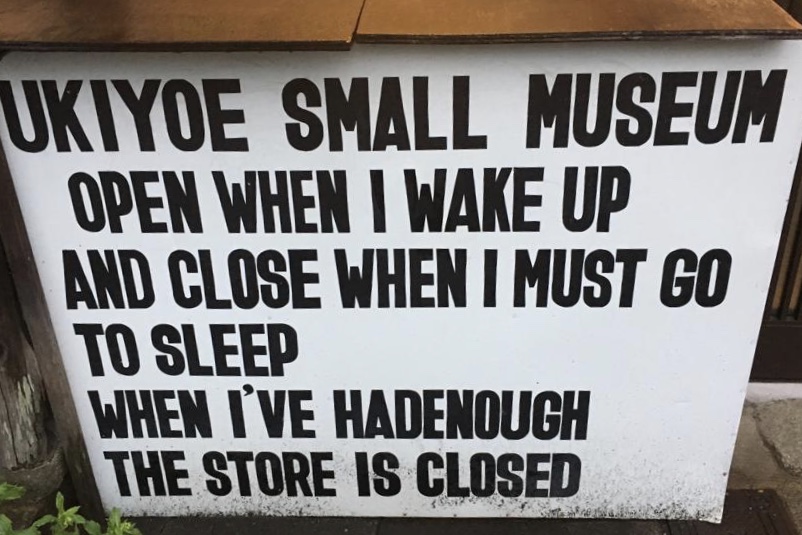 UKIYOE SMALL MUSEUM
OPEN WHEN I WAKE UP
AND CLOSE WHEN I MUST GO
TO SLEEP
WHEN I'VE HADENOUGH
THE STORE IS CLOSED